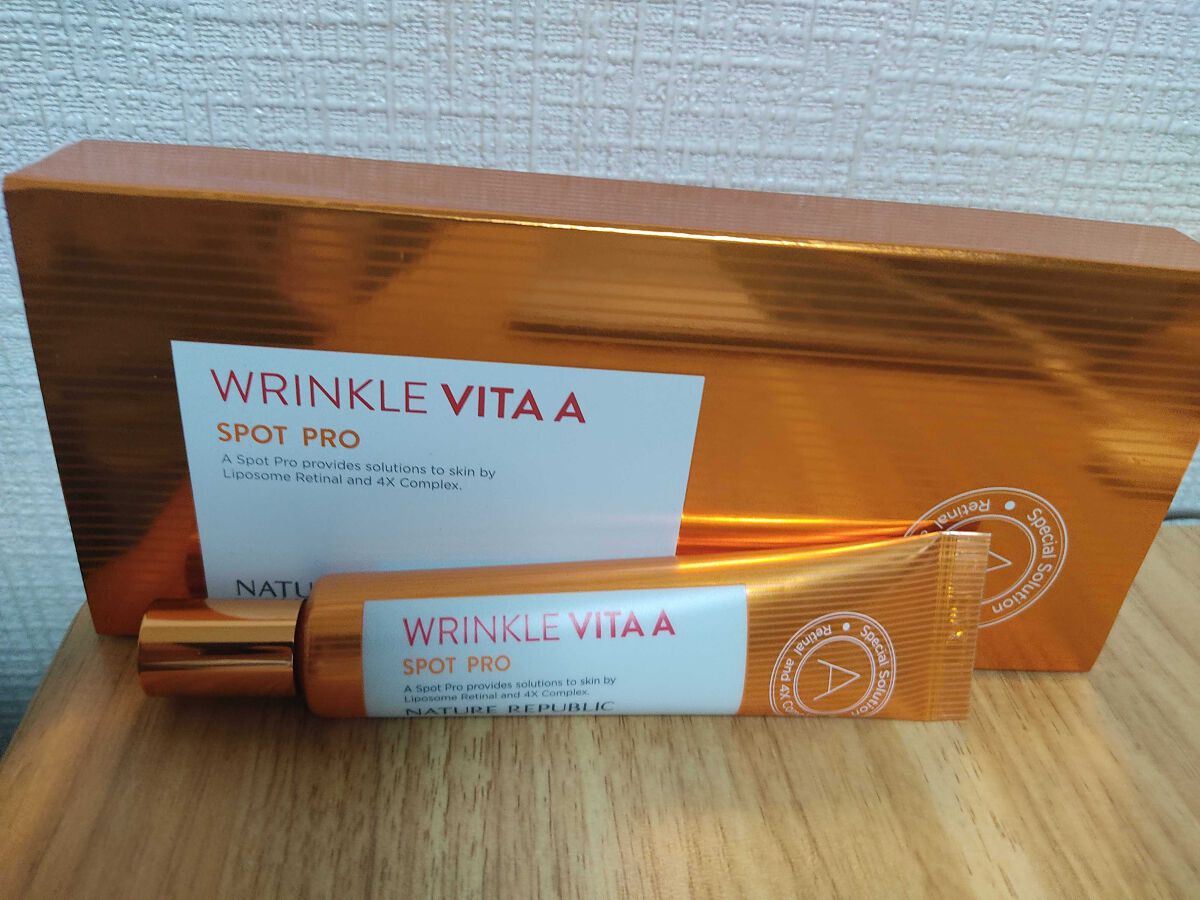 WRINKLE VITA A
SPOT PRO
A Spot Pro provides solutions to skin by
Liposome Retinal and 4X Complex.
Special Solution
Retinal
A
WRINKLE VITA A
SPOT PRO
A Spot Pro provides solutions to skin by
Liposome Retinal and 4X Complex.
NATURE REPUBLIC
Special Solution
Retinal and 4X
A